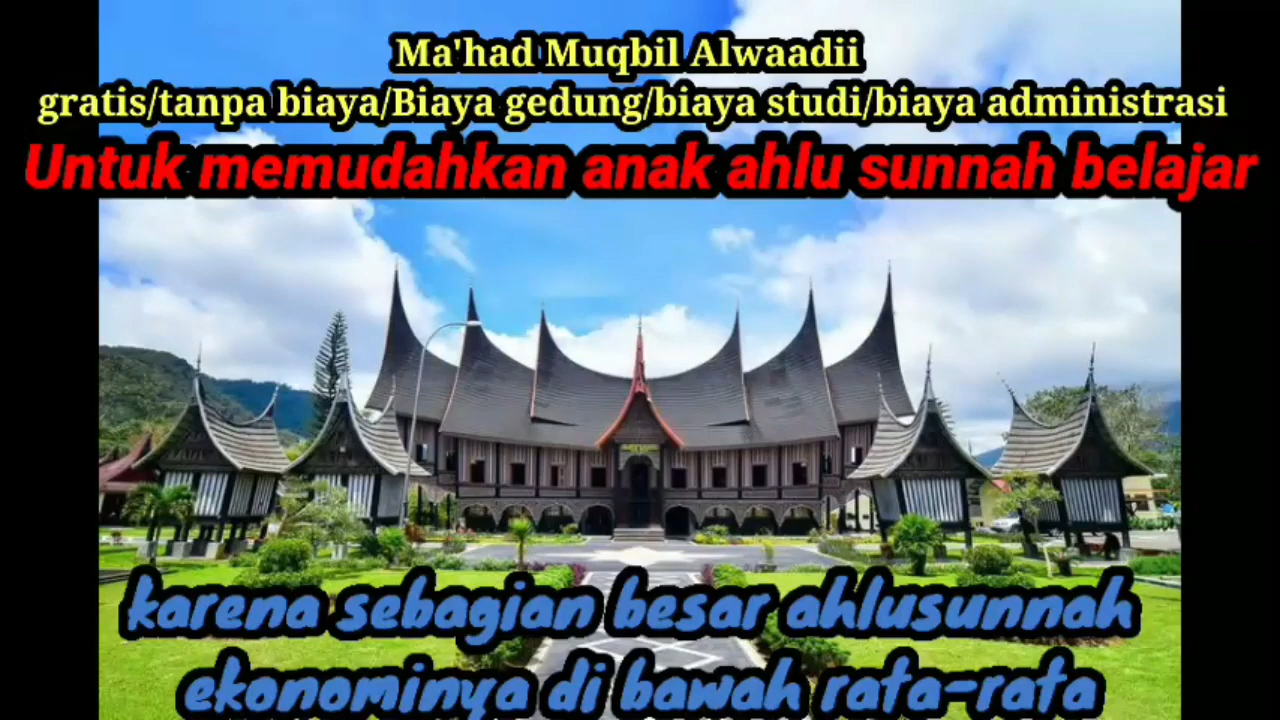 Ma'had Muqbil Alwaadii
gratis/tanpa biaya/Biaya gedung/biaya studi/biaya administrasi
Untuk memudahkan anak ahlu sunnah belajar
karena sebagian besar ahlusunnah
ekonominya di bawah rata-rata